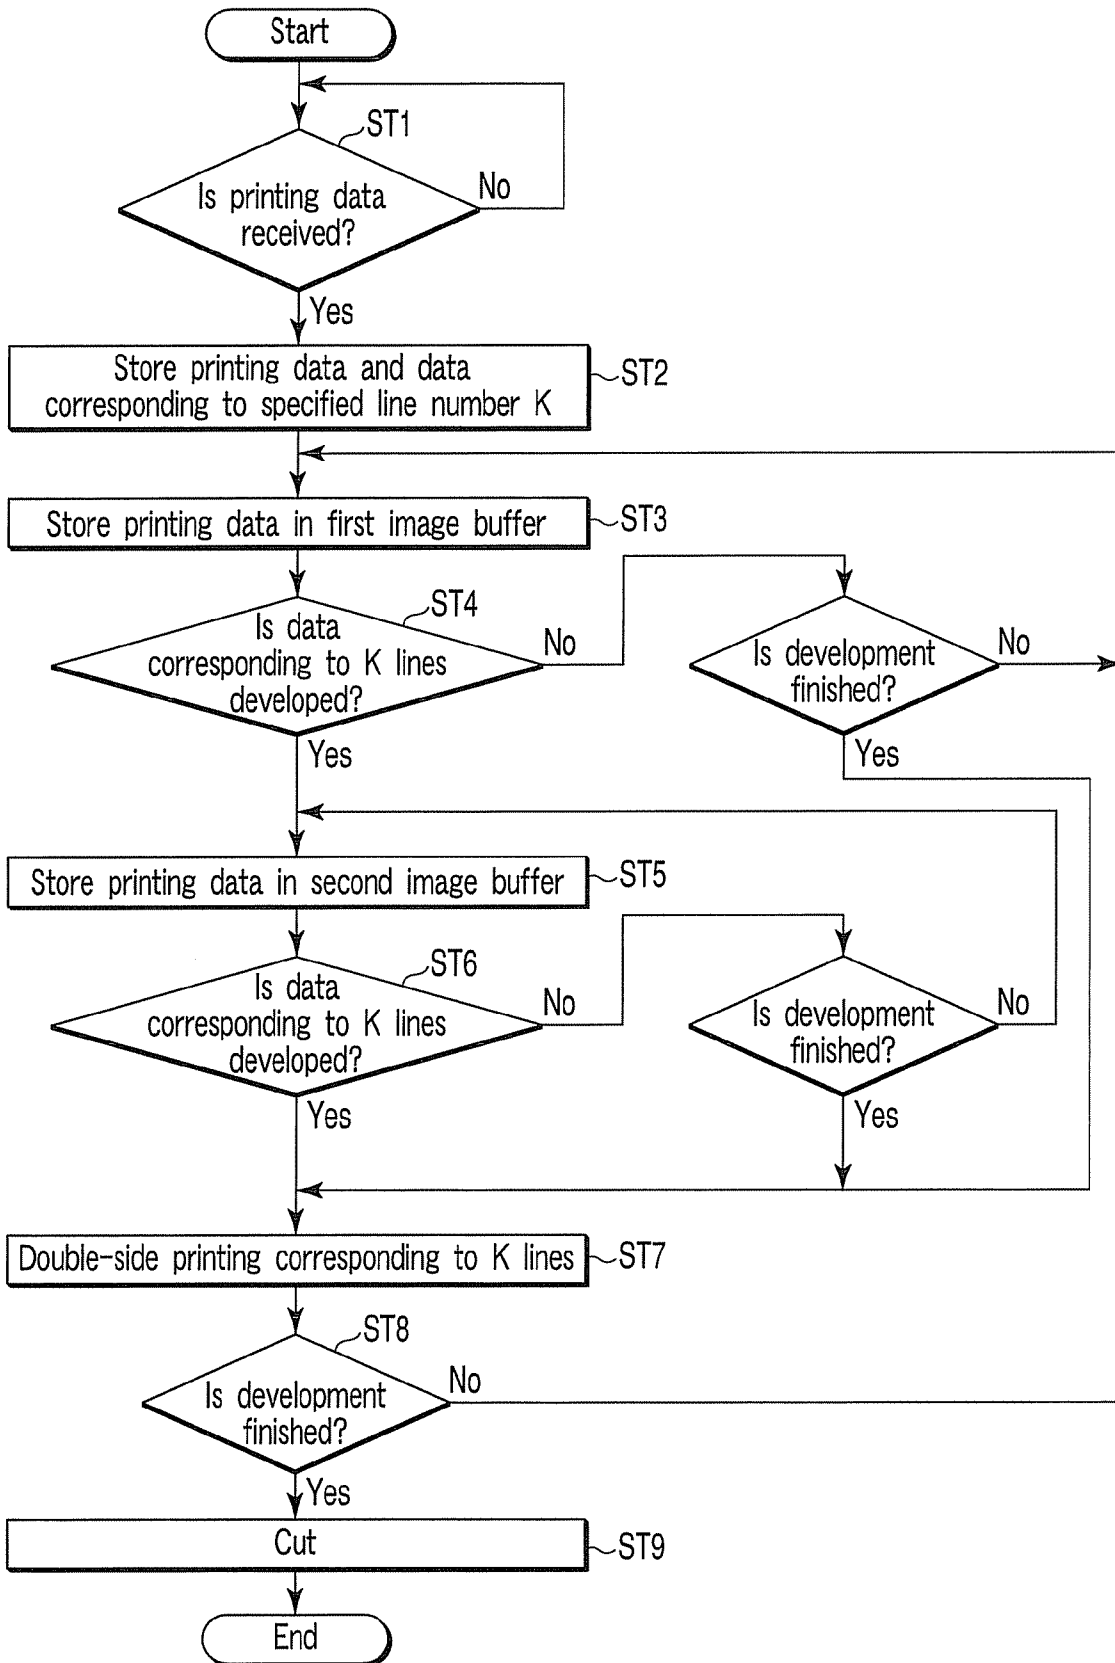 Start
ST1
Is printing data
received?
No
Yes
Store printing data and data
corresponding to specified line number K
ST2
Store printing data in first image buffer
ST3
ST4
Is data
corresponding to K lines
developed?
No
Yes
Is development
finished?
No
Yes
Store printing data in second image buffer
ST5
ST6
Is data
corresponding to K lines
developed?
No
Yes
Is development
finished?
No
Yes
Double-side printing corresponding to K lines
ST7
ST8
Is development
finished?
No
Yes
Cut
ST9
End